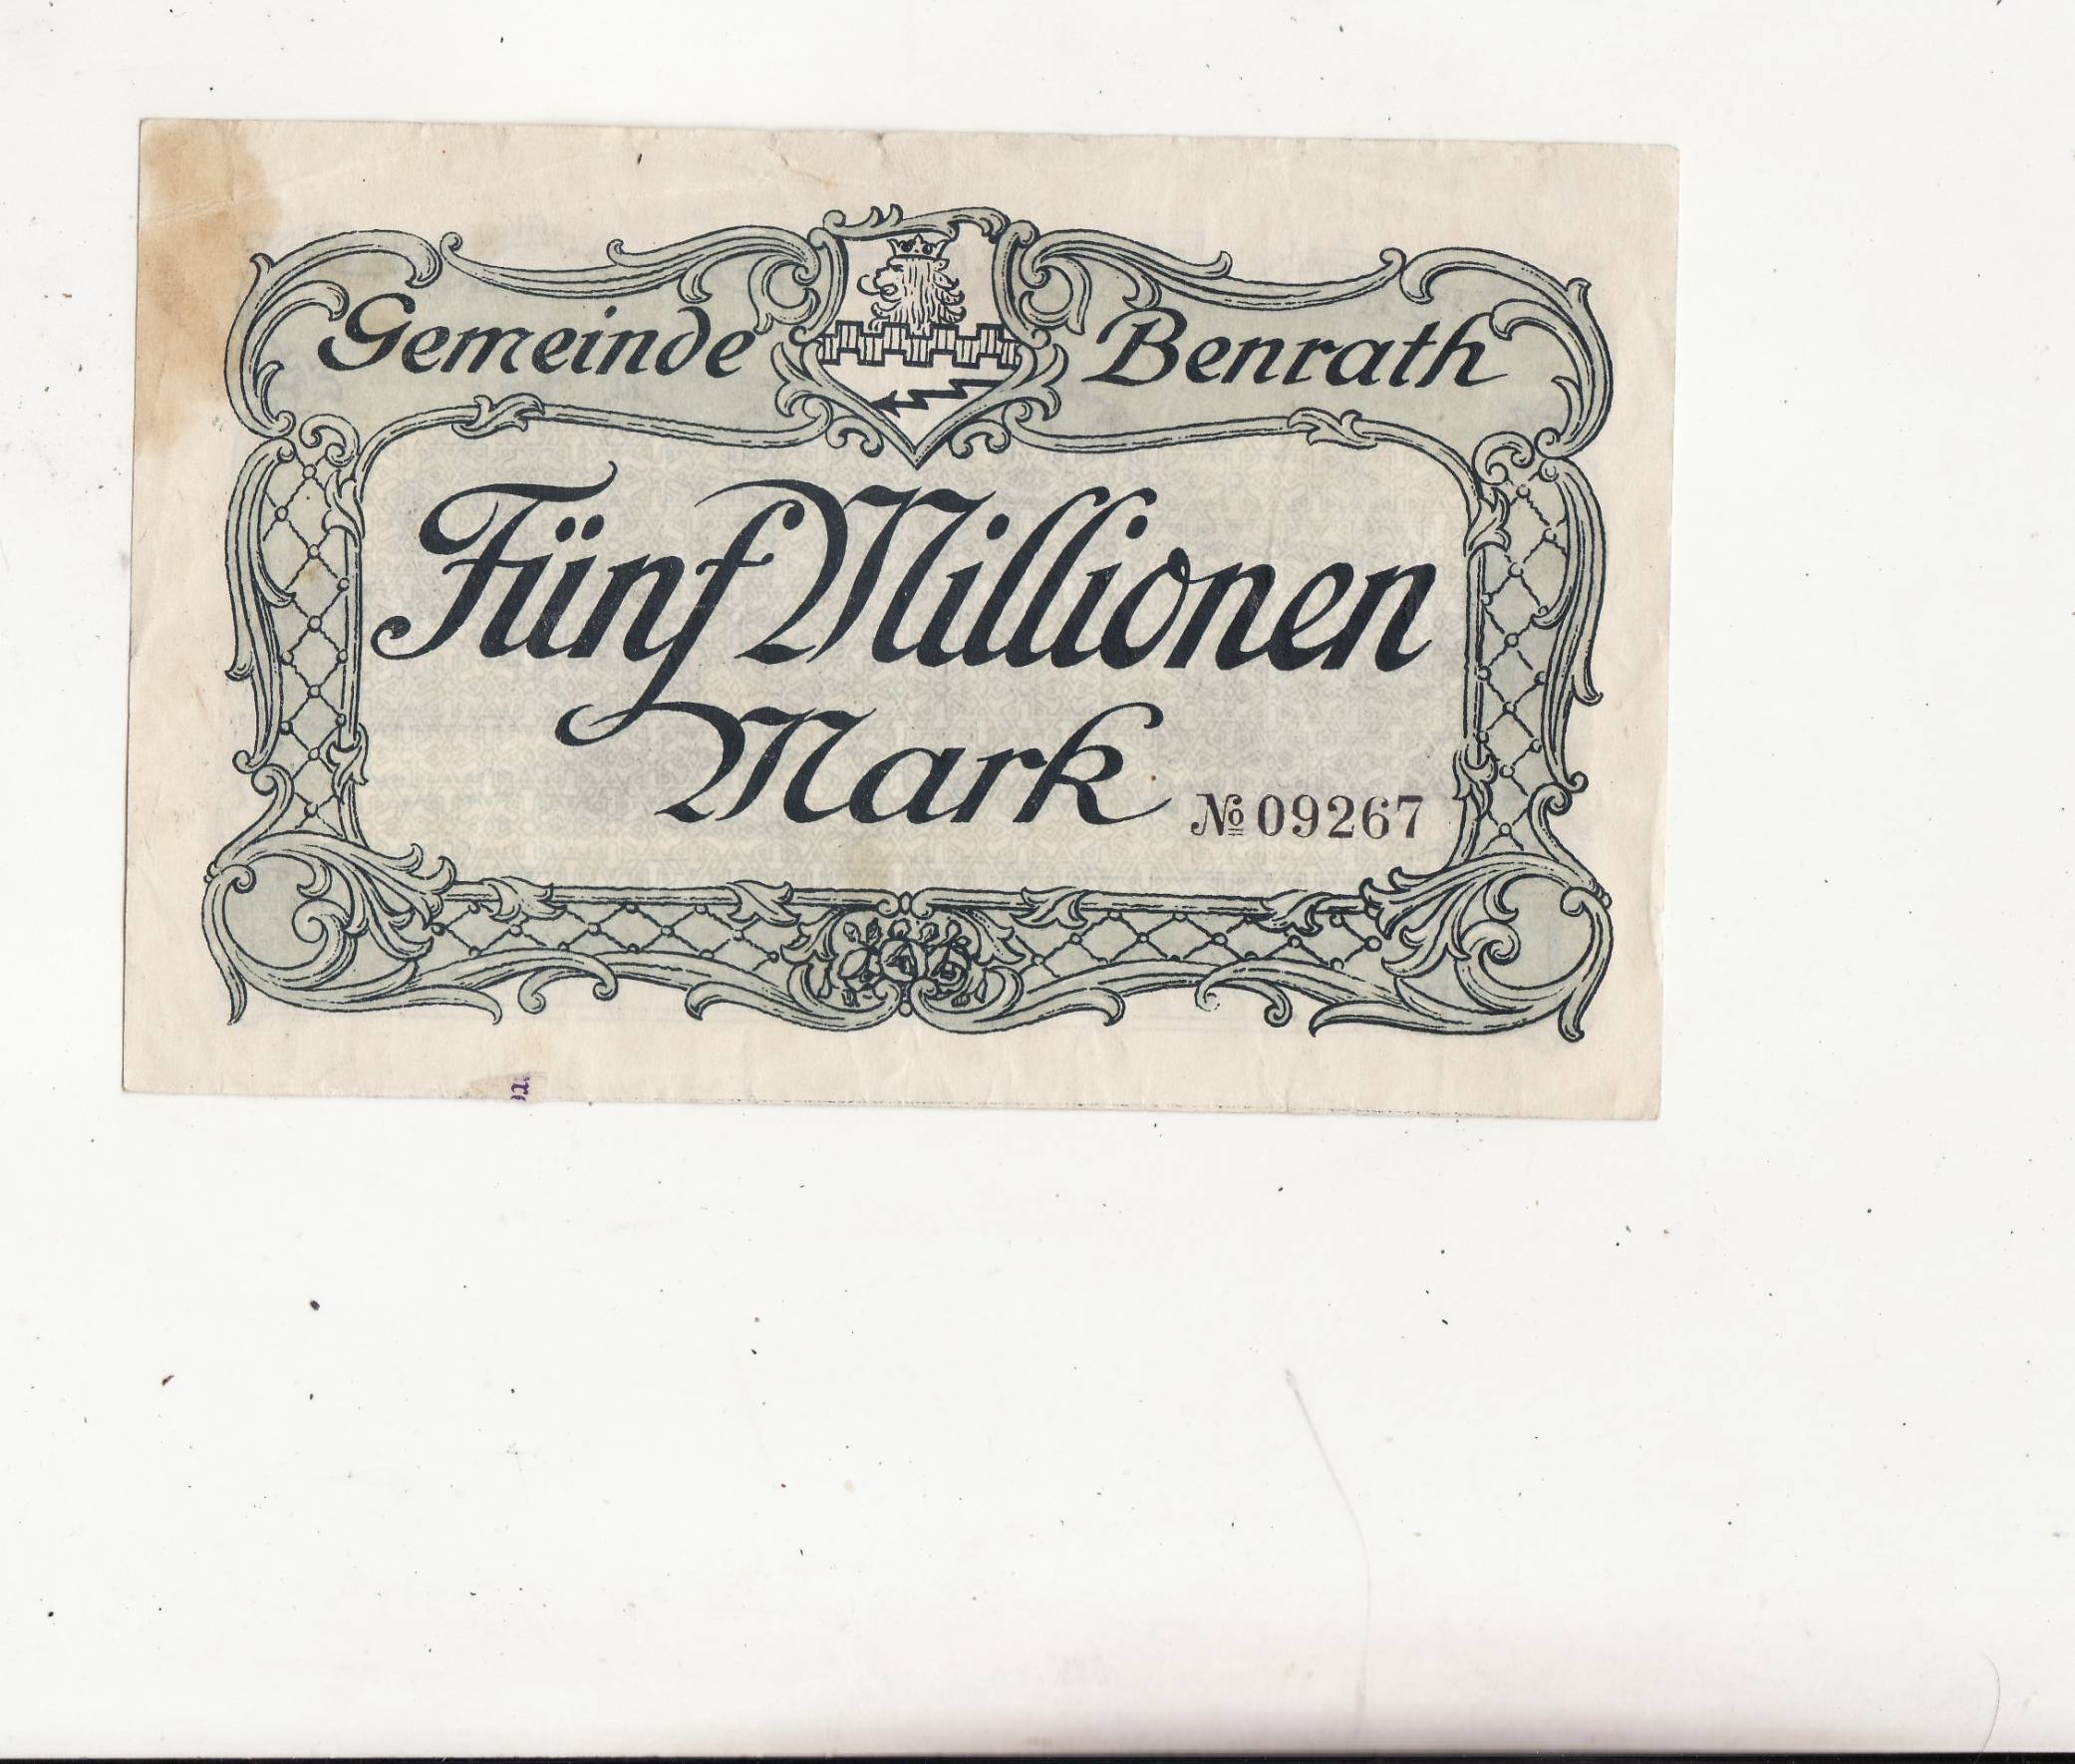 Gemeinde Benrath
Fünf Millionen
Mark
№ 09267